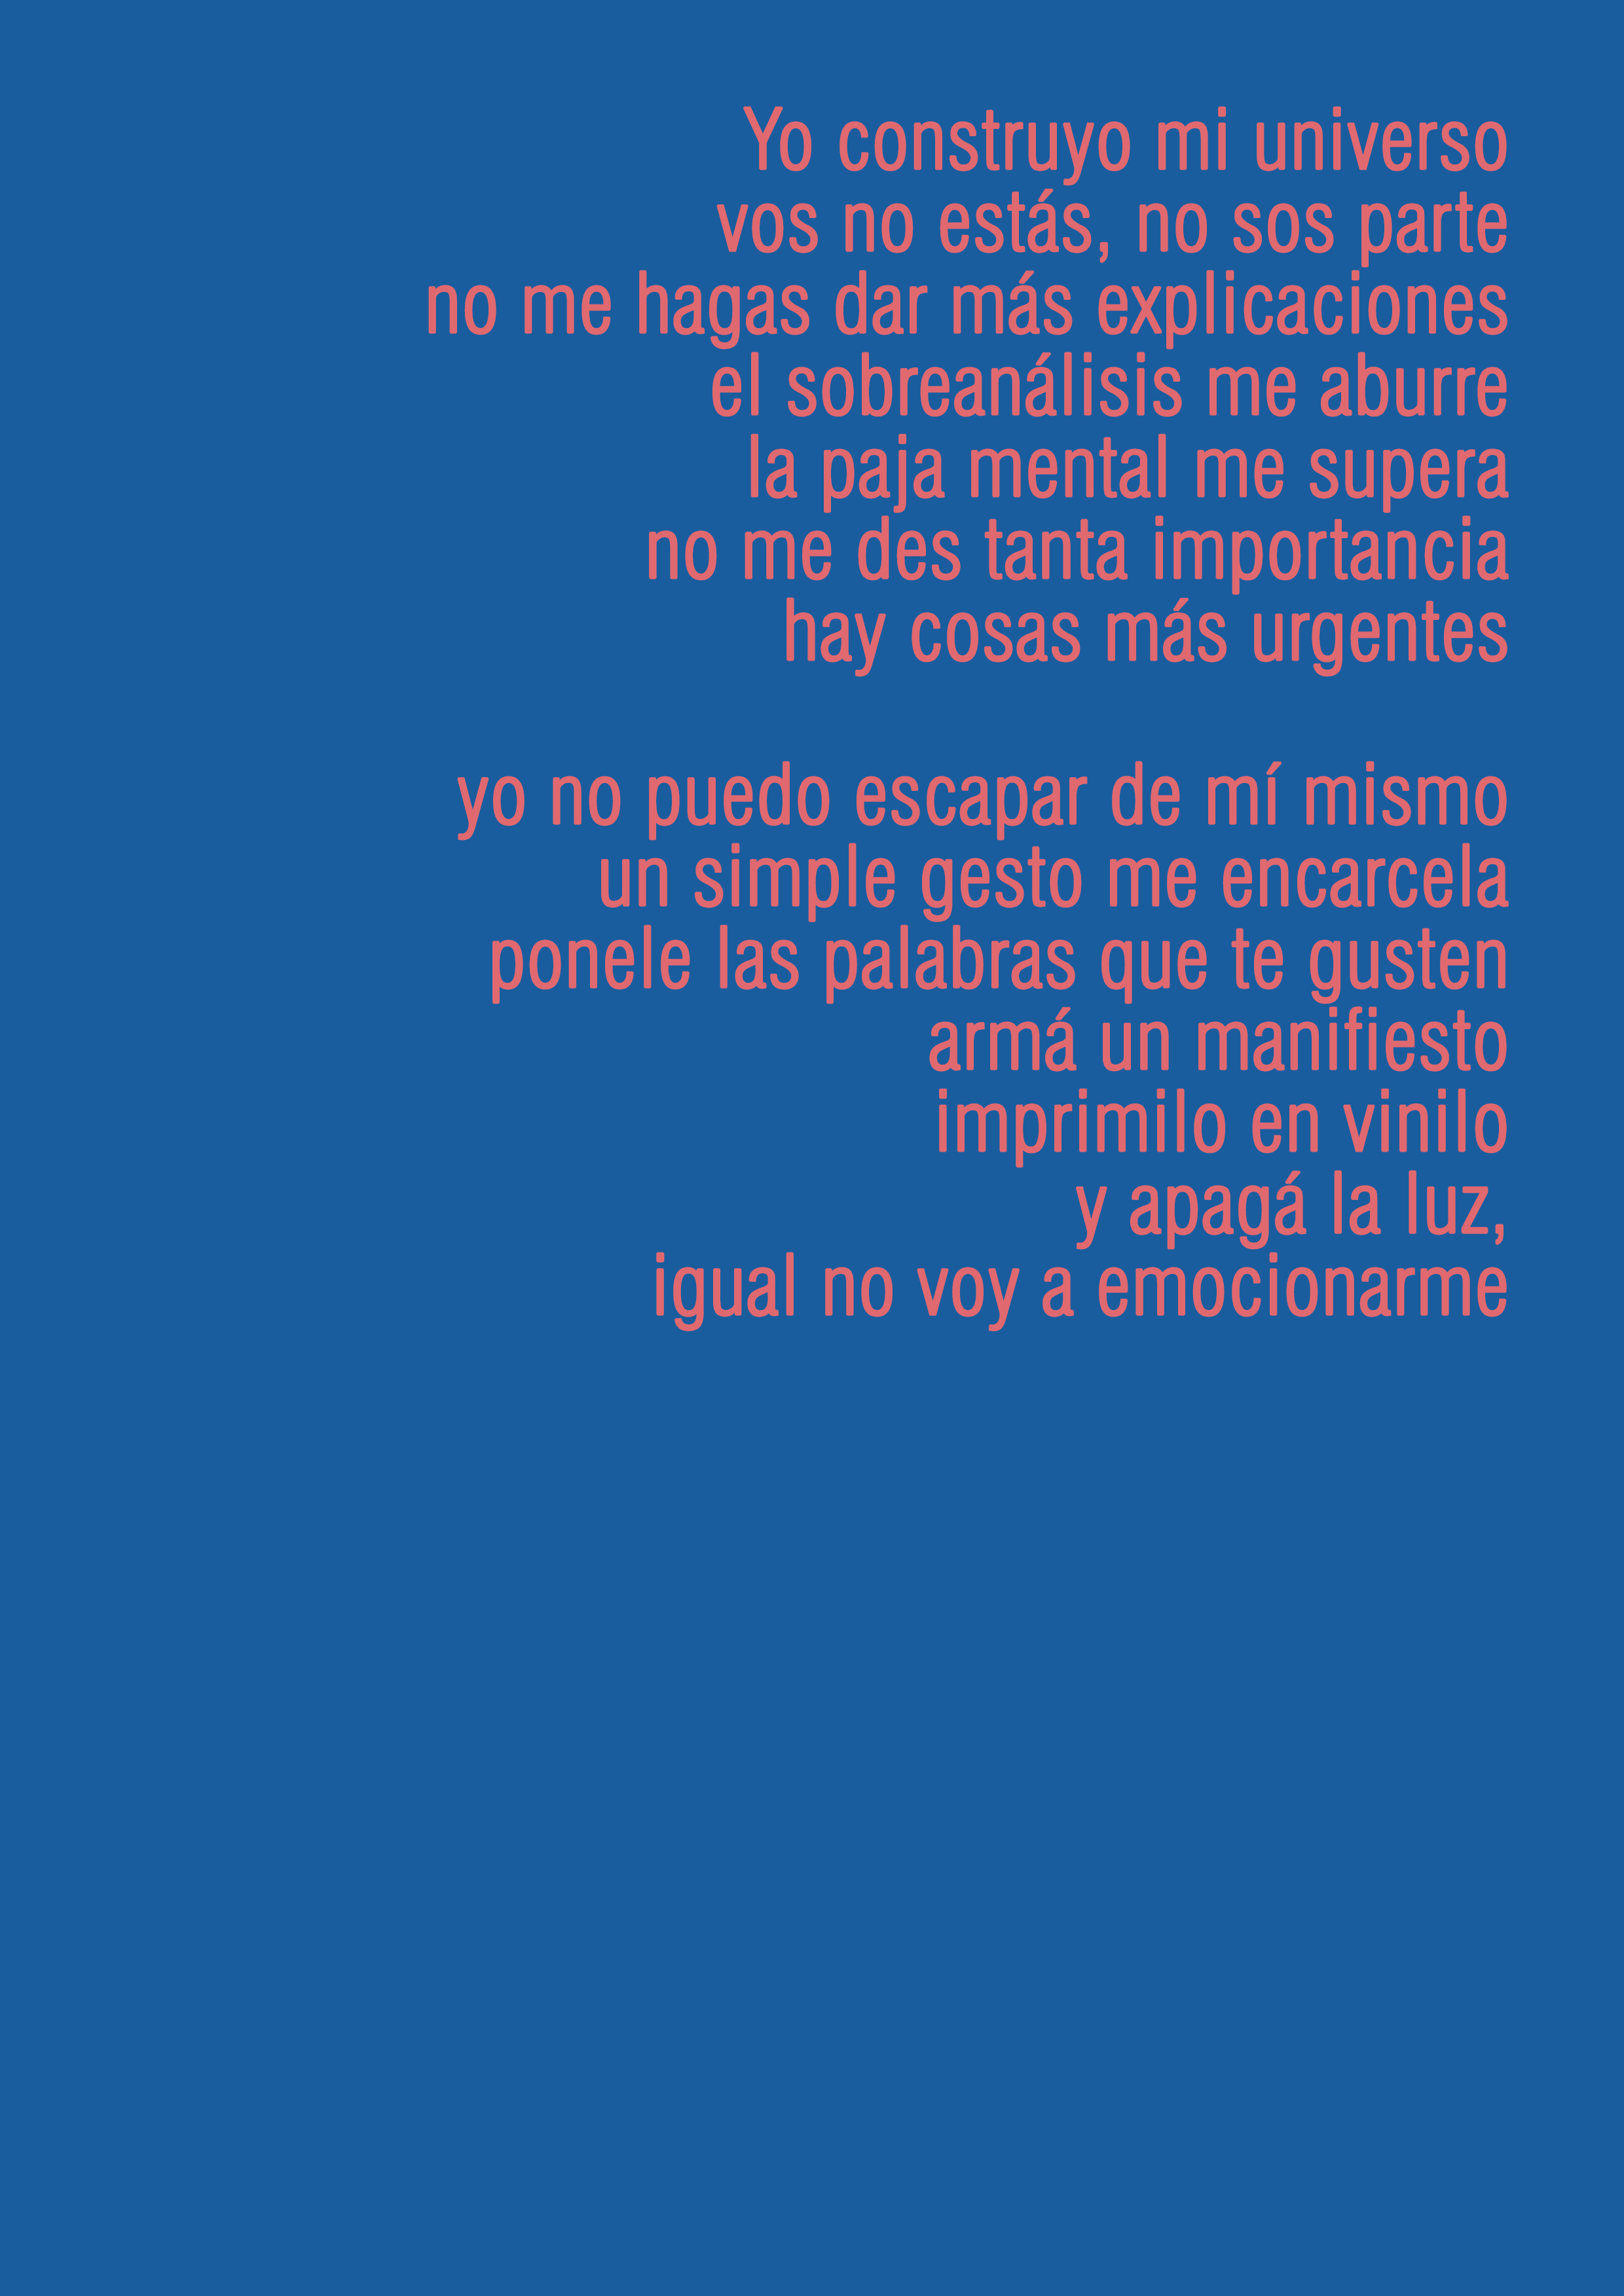 Yo construyo mi universo
vos no estás, no sos parte
no me hagas dar más explicaciones
el sobreanálisis me aburre
la paja mental me supera
no me des tanta importancia
hay cosas más urgentes

yo no puedo escapar de mí mismo
un simple gesto me encarcela
ponele las palabras que te gusten
armá un manifiesto
imprimilo en vinilo
y apagá la luz,
igual no voy a emocionarme